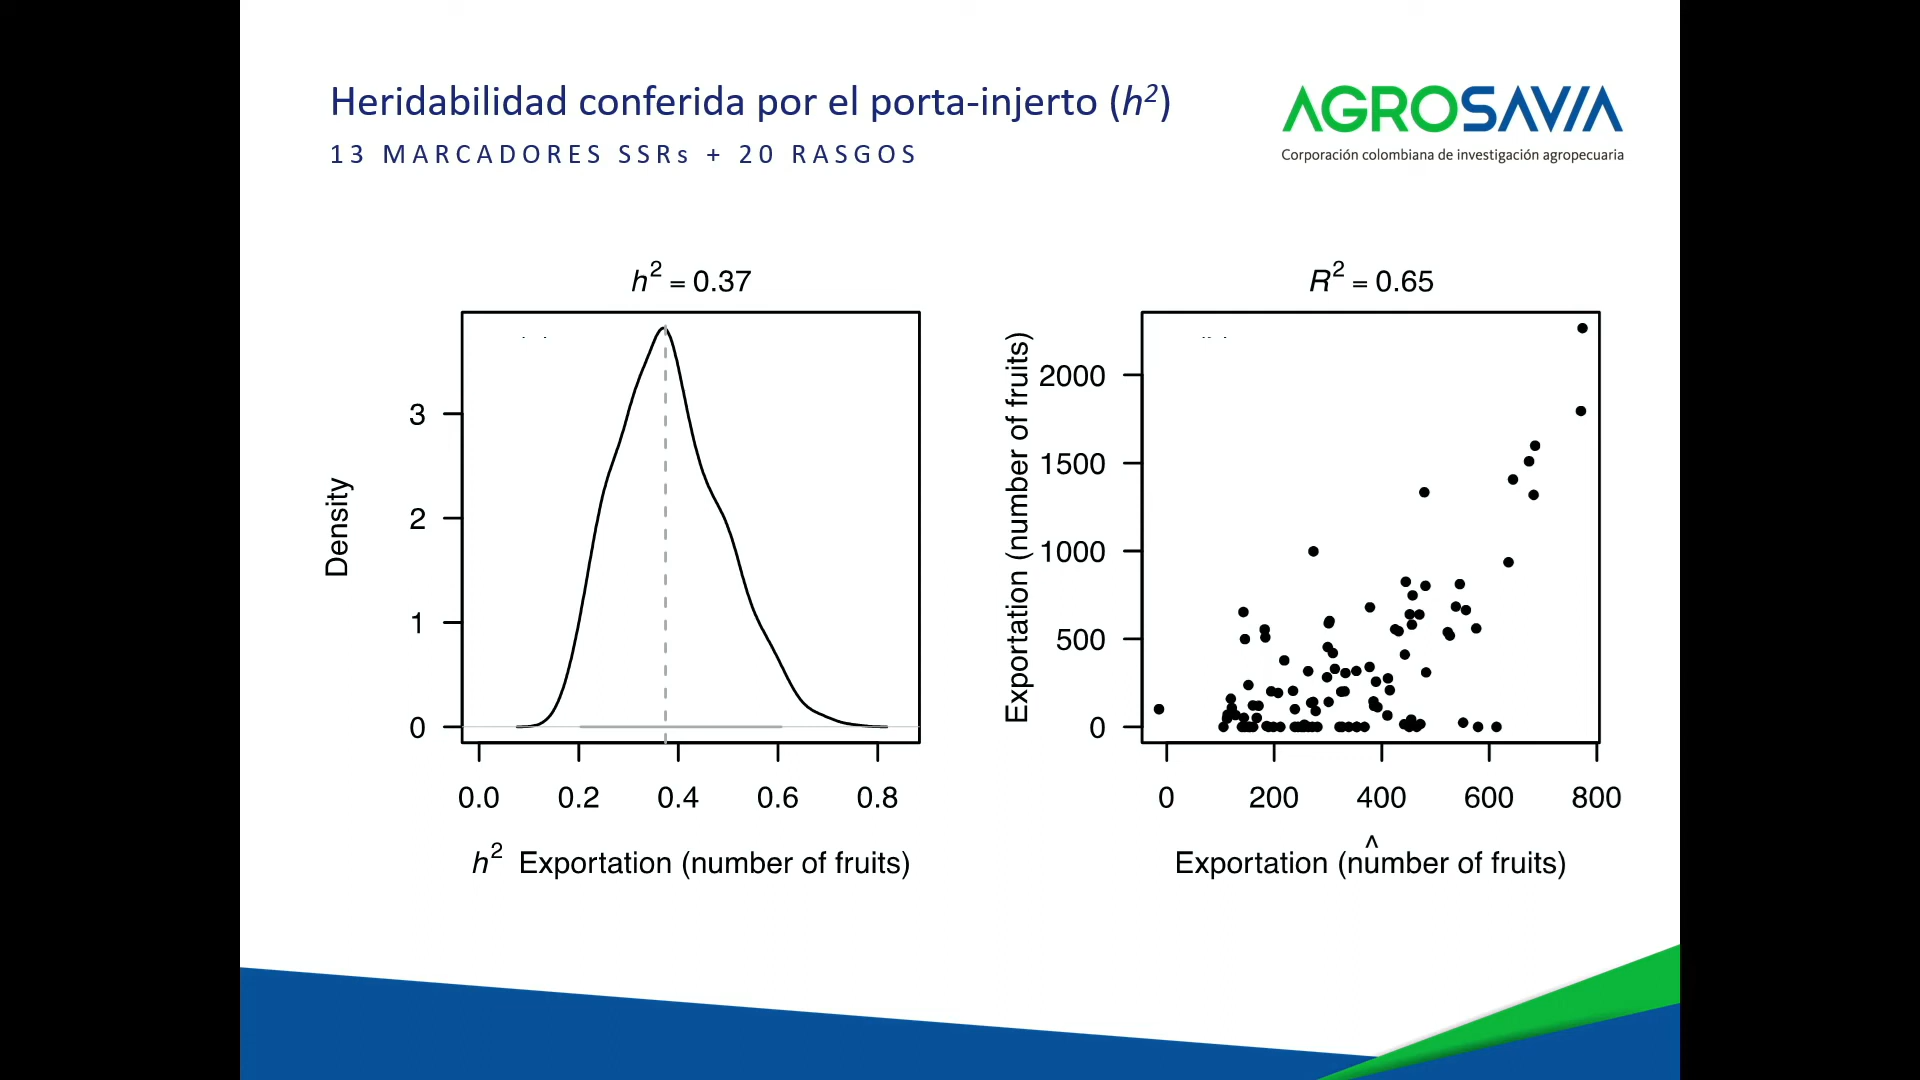 Heridabilidad conferida por el porta-injerto (h²)
13 MARCADORES SSRs + 20 RASGOS
AGROSAVIA
Corporación colombiana de investigación agropecuaria
h² = 0.37
Density
3
2
1
0
0.0 0.2 0.4 0.6 0.8
h² Exportation (number of fruits)
R² = 0.65
Exportation (number of fruits)
2000
1500
1000
500
0
0 200 400 600 800
^
Exportation (number of fruits)